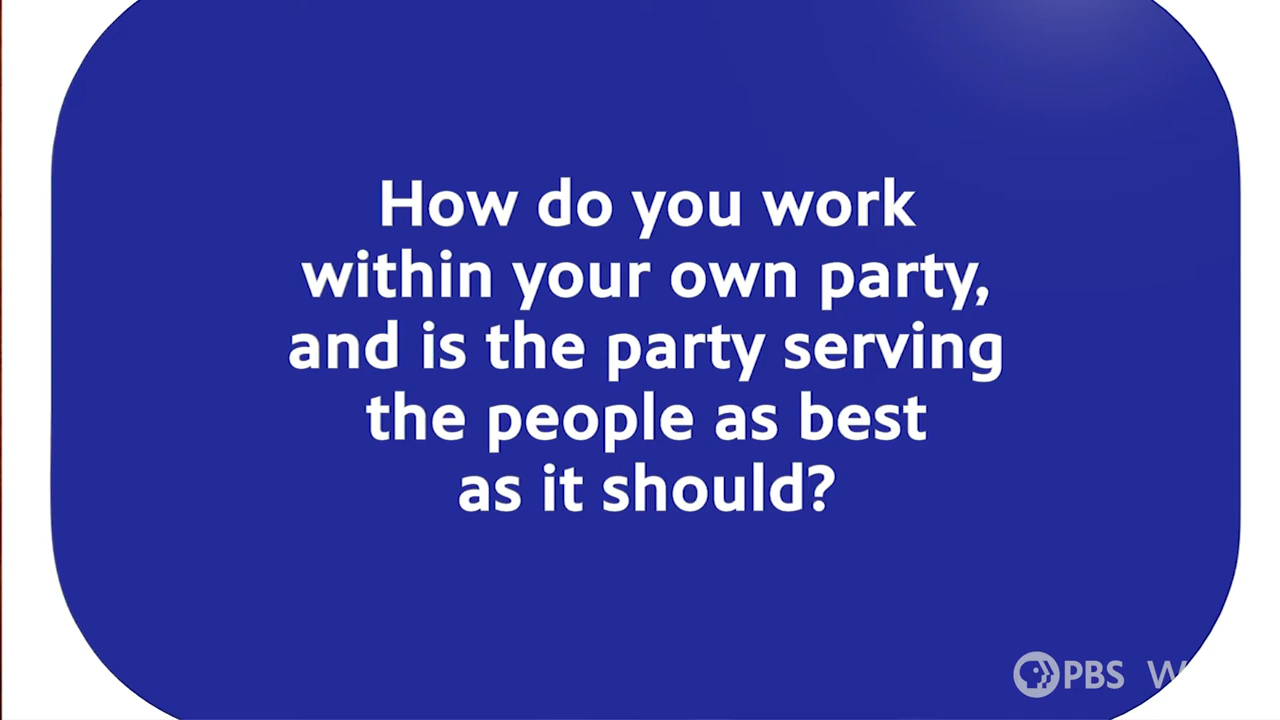 How do you work
within your own party,
and is the party serving
the people as best
as it should?
PBS W